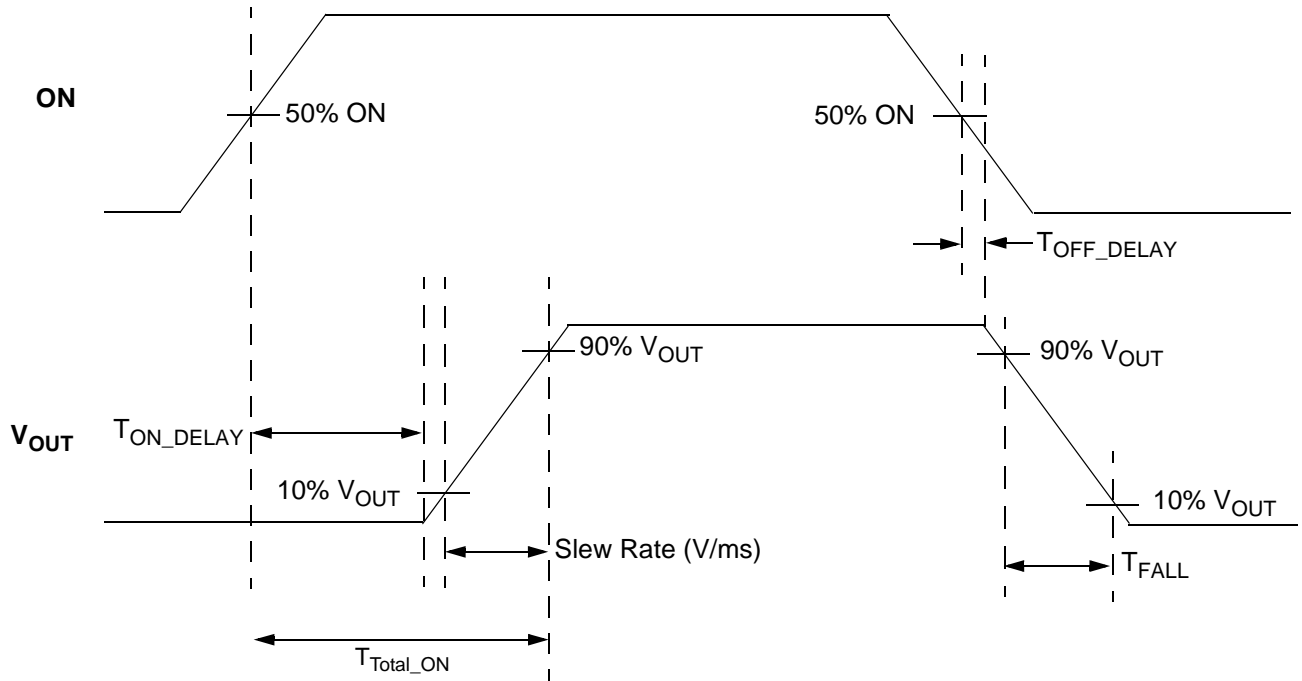 ON
50% ON
50% ON
T_OFF_DELAY
90% V_OUT
90% V_OUT
V_OUT
T_ON_DELAY
10% V_OUT
10% V_OUT
Slew Rate (V/ms)
T_FALL
T_Total_ON